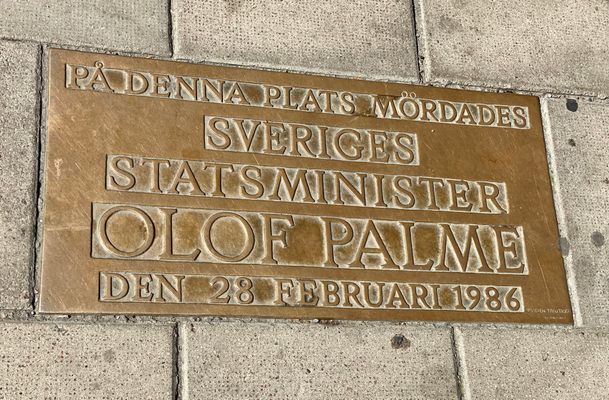 PÅ DENNA PLATS MÖRDADES
SVERIGES
STATSMINISTER
OLOF PALME
DEN 28 FEBRUARI 1986